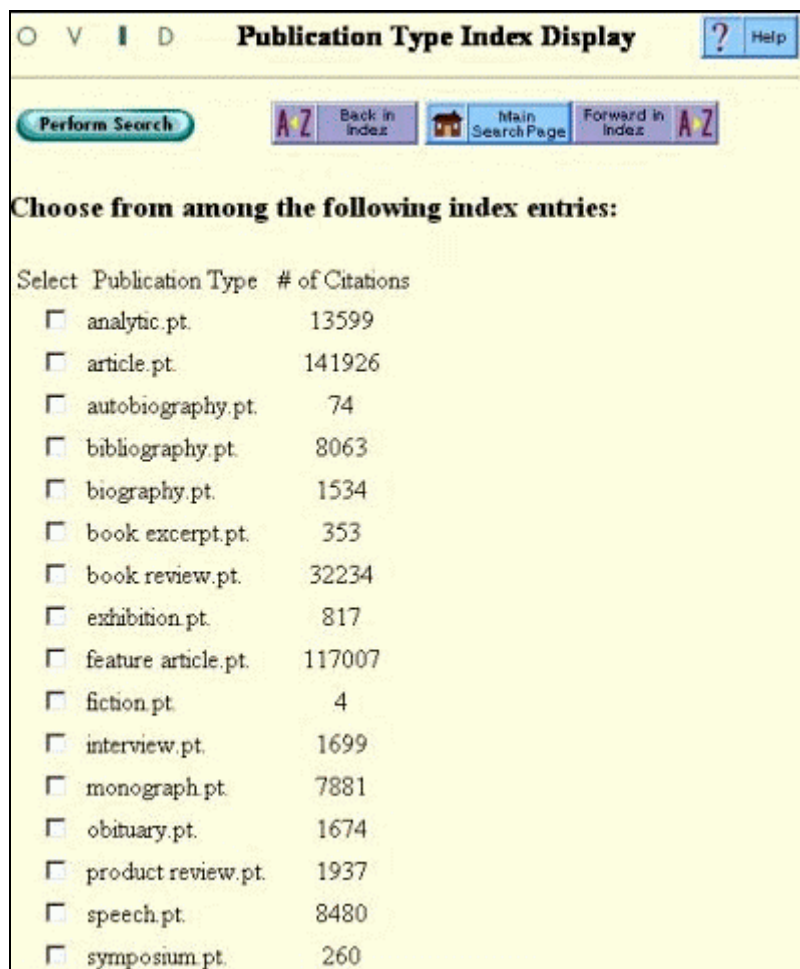 O V I D Publication Type Index Display ? Help
Perform Search A-Z Back in Index Main Search Page Forward in Index A-Z
Choose from among the following index entries:
Select Publication Type # of Citations
analytic.pt. 13599
article.pt. 141926
autobiography.pt. 74
bibliography.pt. 8063
biography.pt. 1534
book excerpt.pt. 353
book review.pt. 32234
exhibition.pt. 817
feature article.pt. 117007
fiction.pt. 4
interview.pt. 1699
monograph.pt. 7881
obituary.pt. 1674
product review.pt. 1937
speech.pt. 8480
symposium.pt. 260